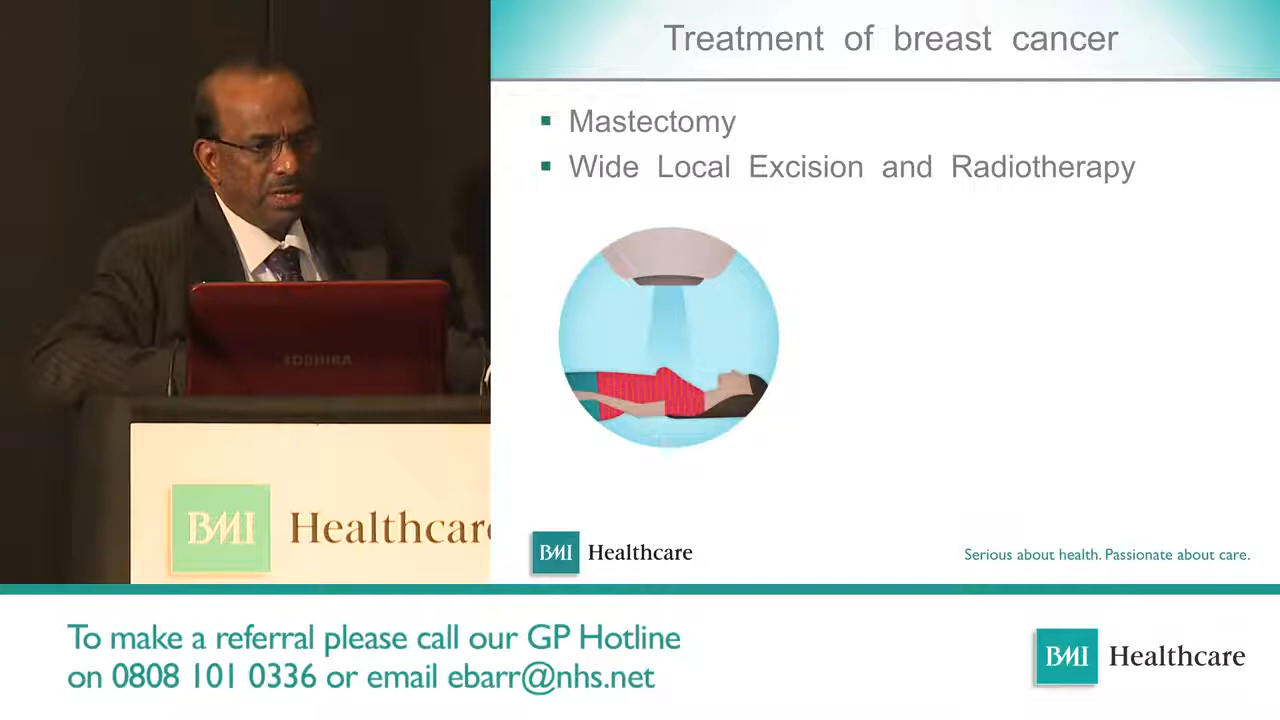 Treatment of breast cancer
Mastectomy
Wide Local Excision and Radiotherapy
TOSHIBA
BMI Healthcare
BMI Healthcare
Serious about health. Passionate about care.
To make a referral please call our GP Hotline
on 0808 101 0336 or email ebarr@nhs.net
BMI Healthcare